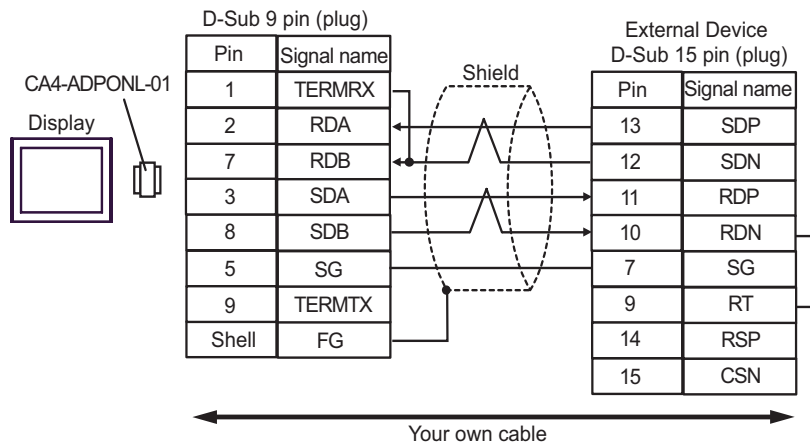 D-Sub 9 pin (plug)
Pin Signal name
1 TERMRX
2 RDA
7 RDB
3 SDA
8 SDB
5 SG
9 TERMTX
Shell FG
CA4-ADPONL-01
Display
Shield
External Device
D-Sub 15 pin (plug)
Pin Signal name
13 SDP
12 SDN
11 RDP
10 RDN
7 SG
9 RT
14 RSP
15 CSN
Your own cable